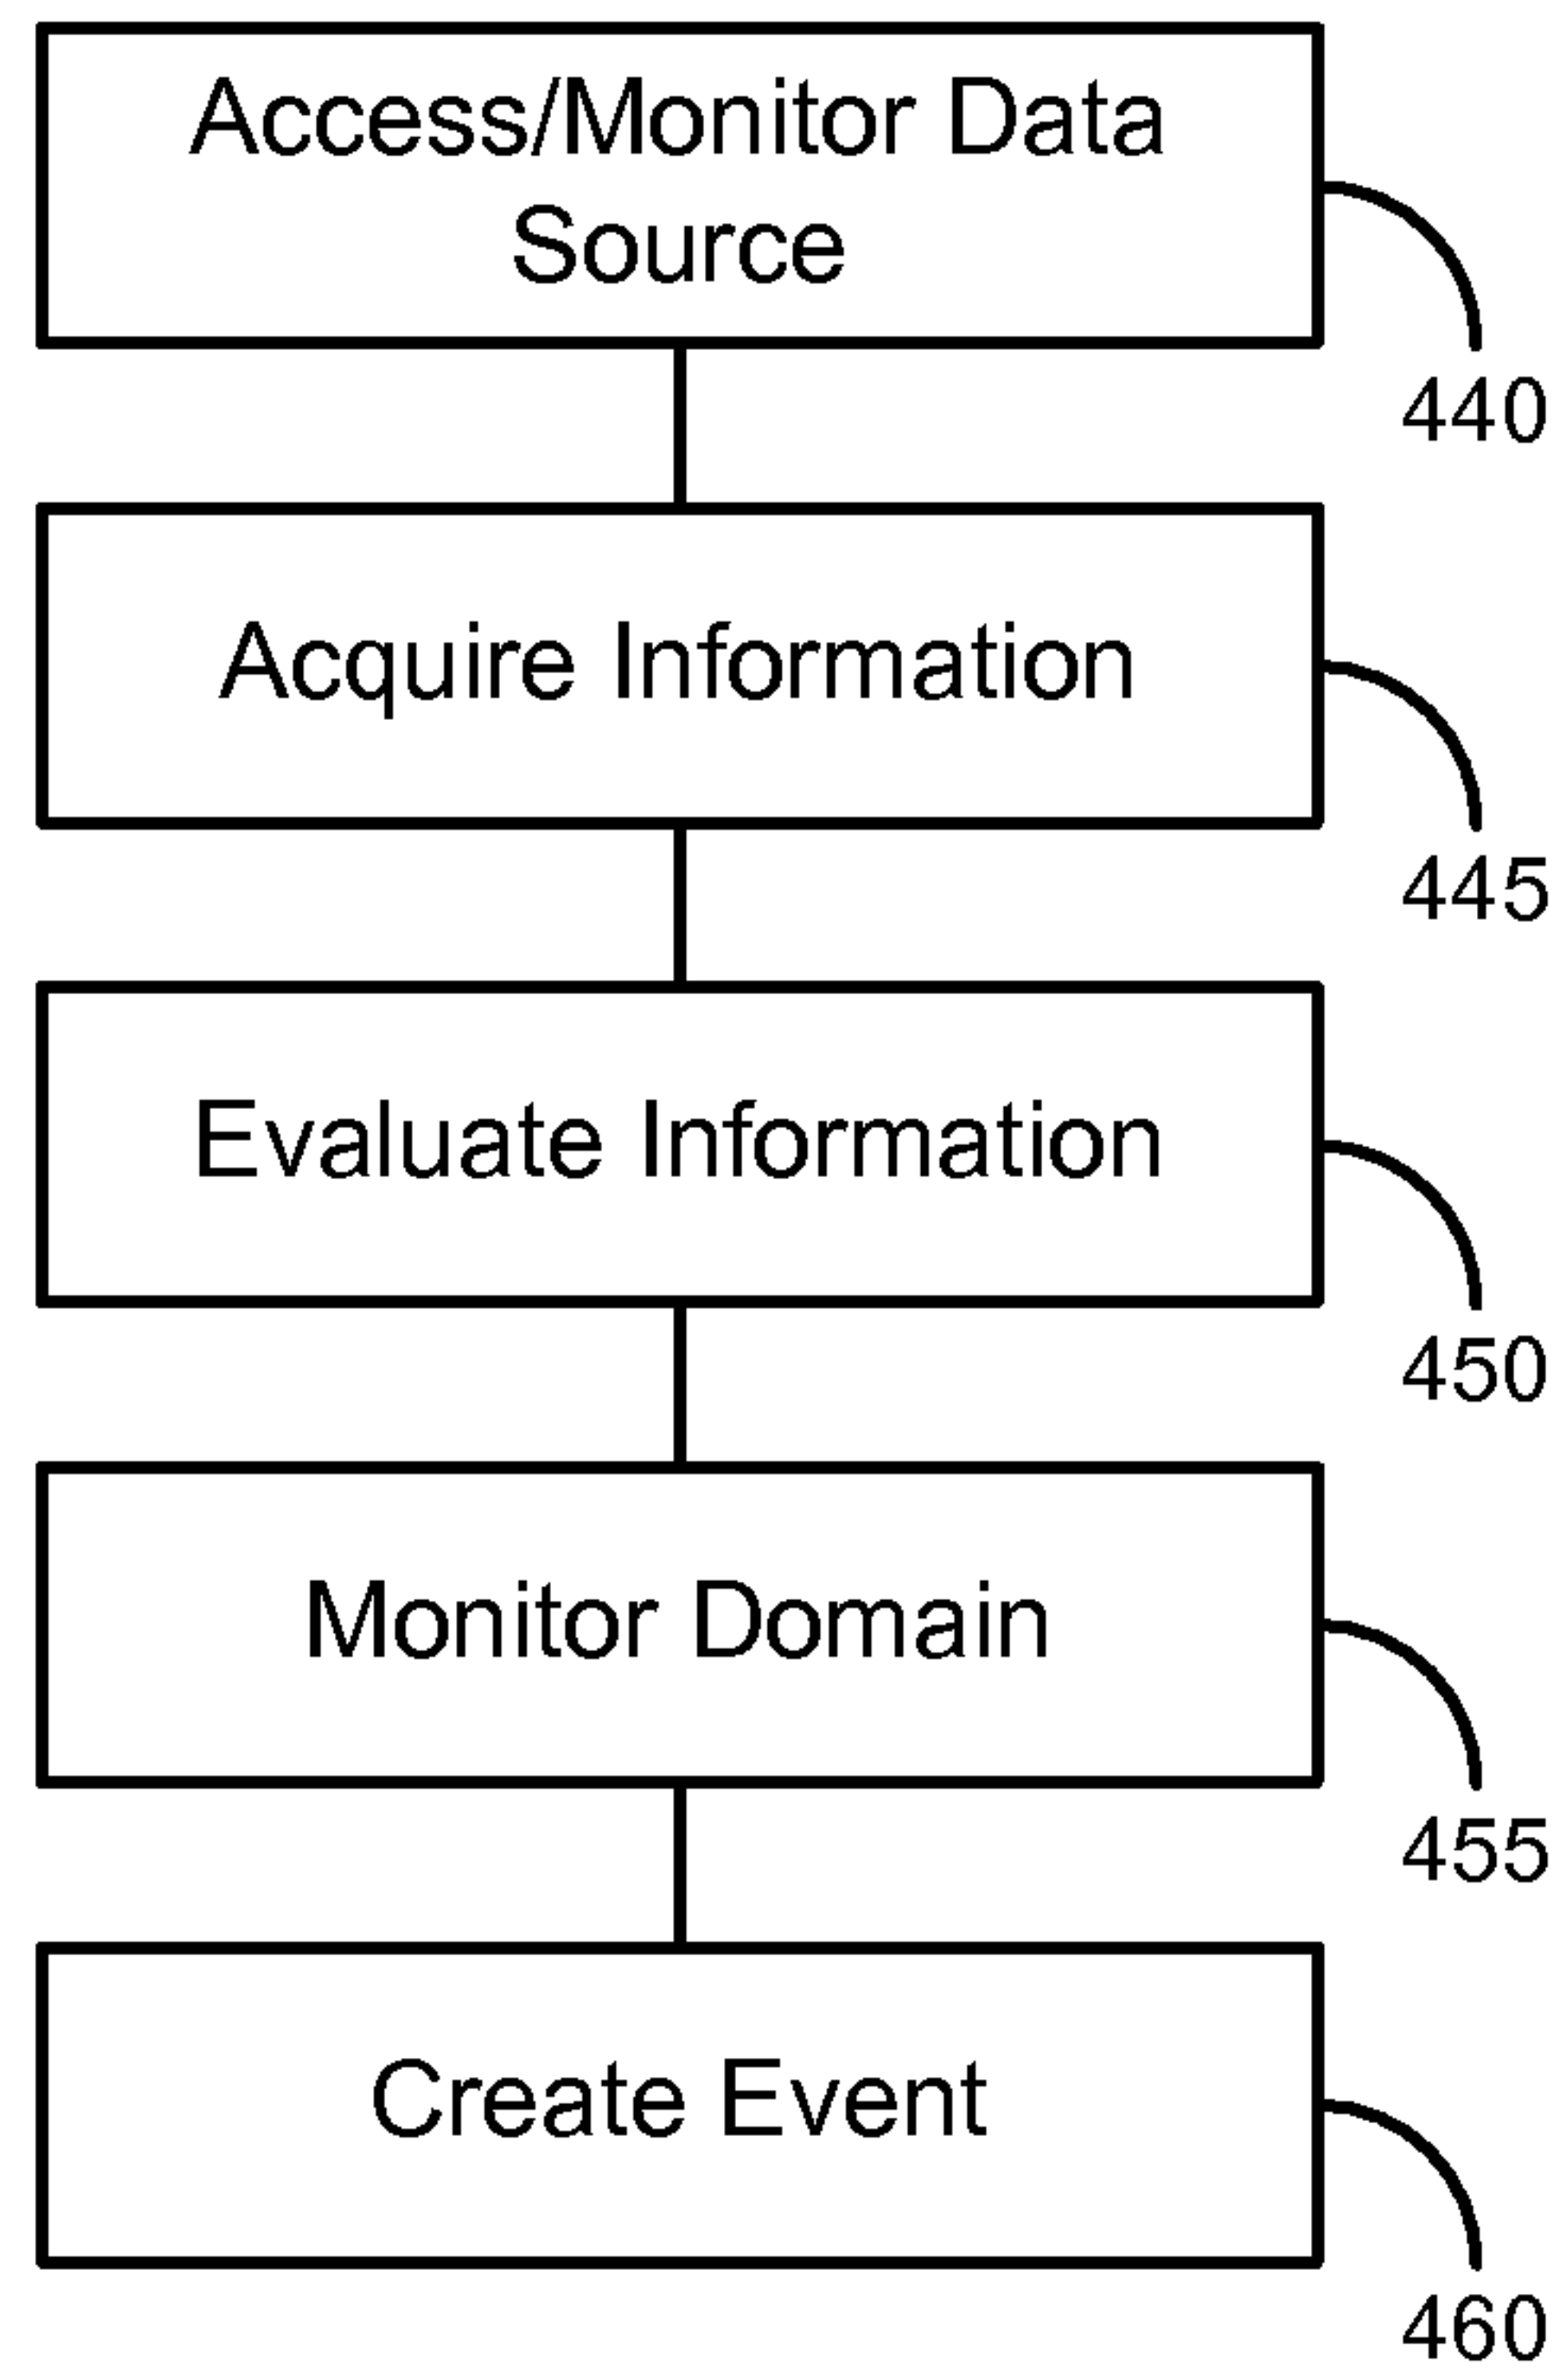 Access/Monitor Data
Source
440
Acquire Information
445
Evaluate Information
450
Monitor Domain
455
Create Event
460